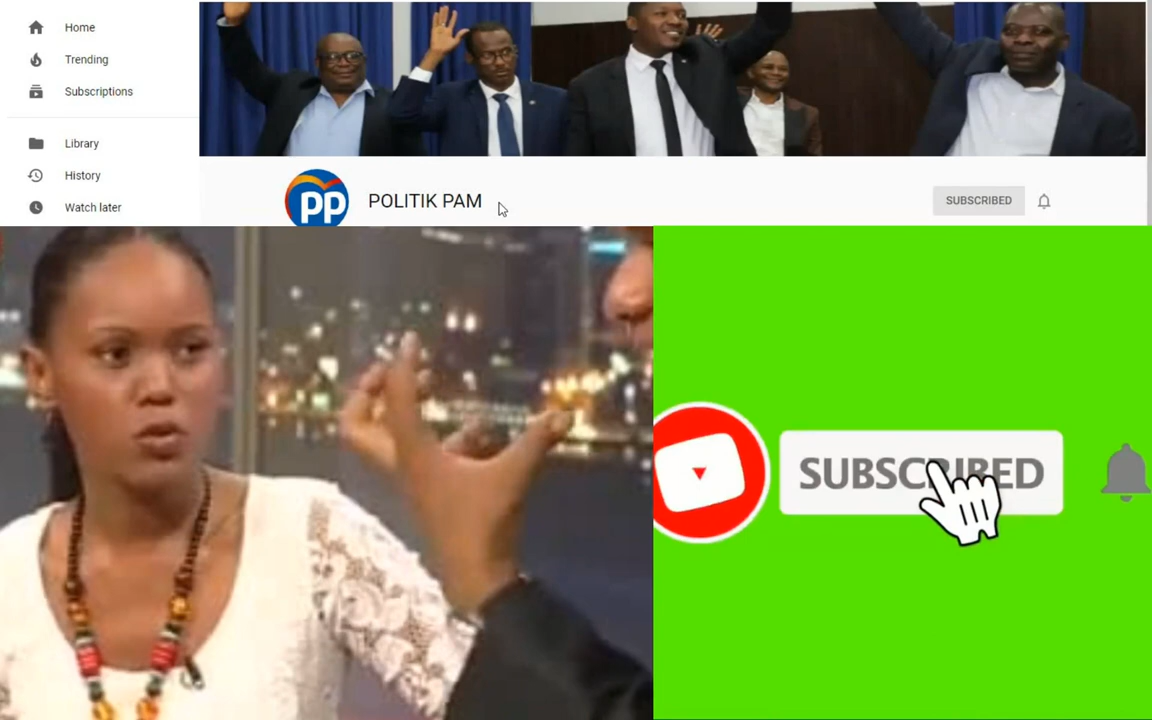 Home
Trending
Subscriptions
Library
History
Watch later
pp
POLITIK PAM
SUBSCRIBED
SUBSCRIBED